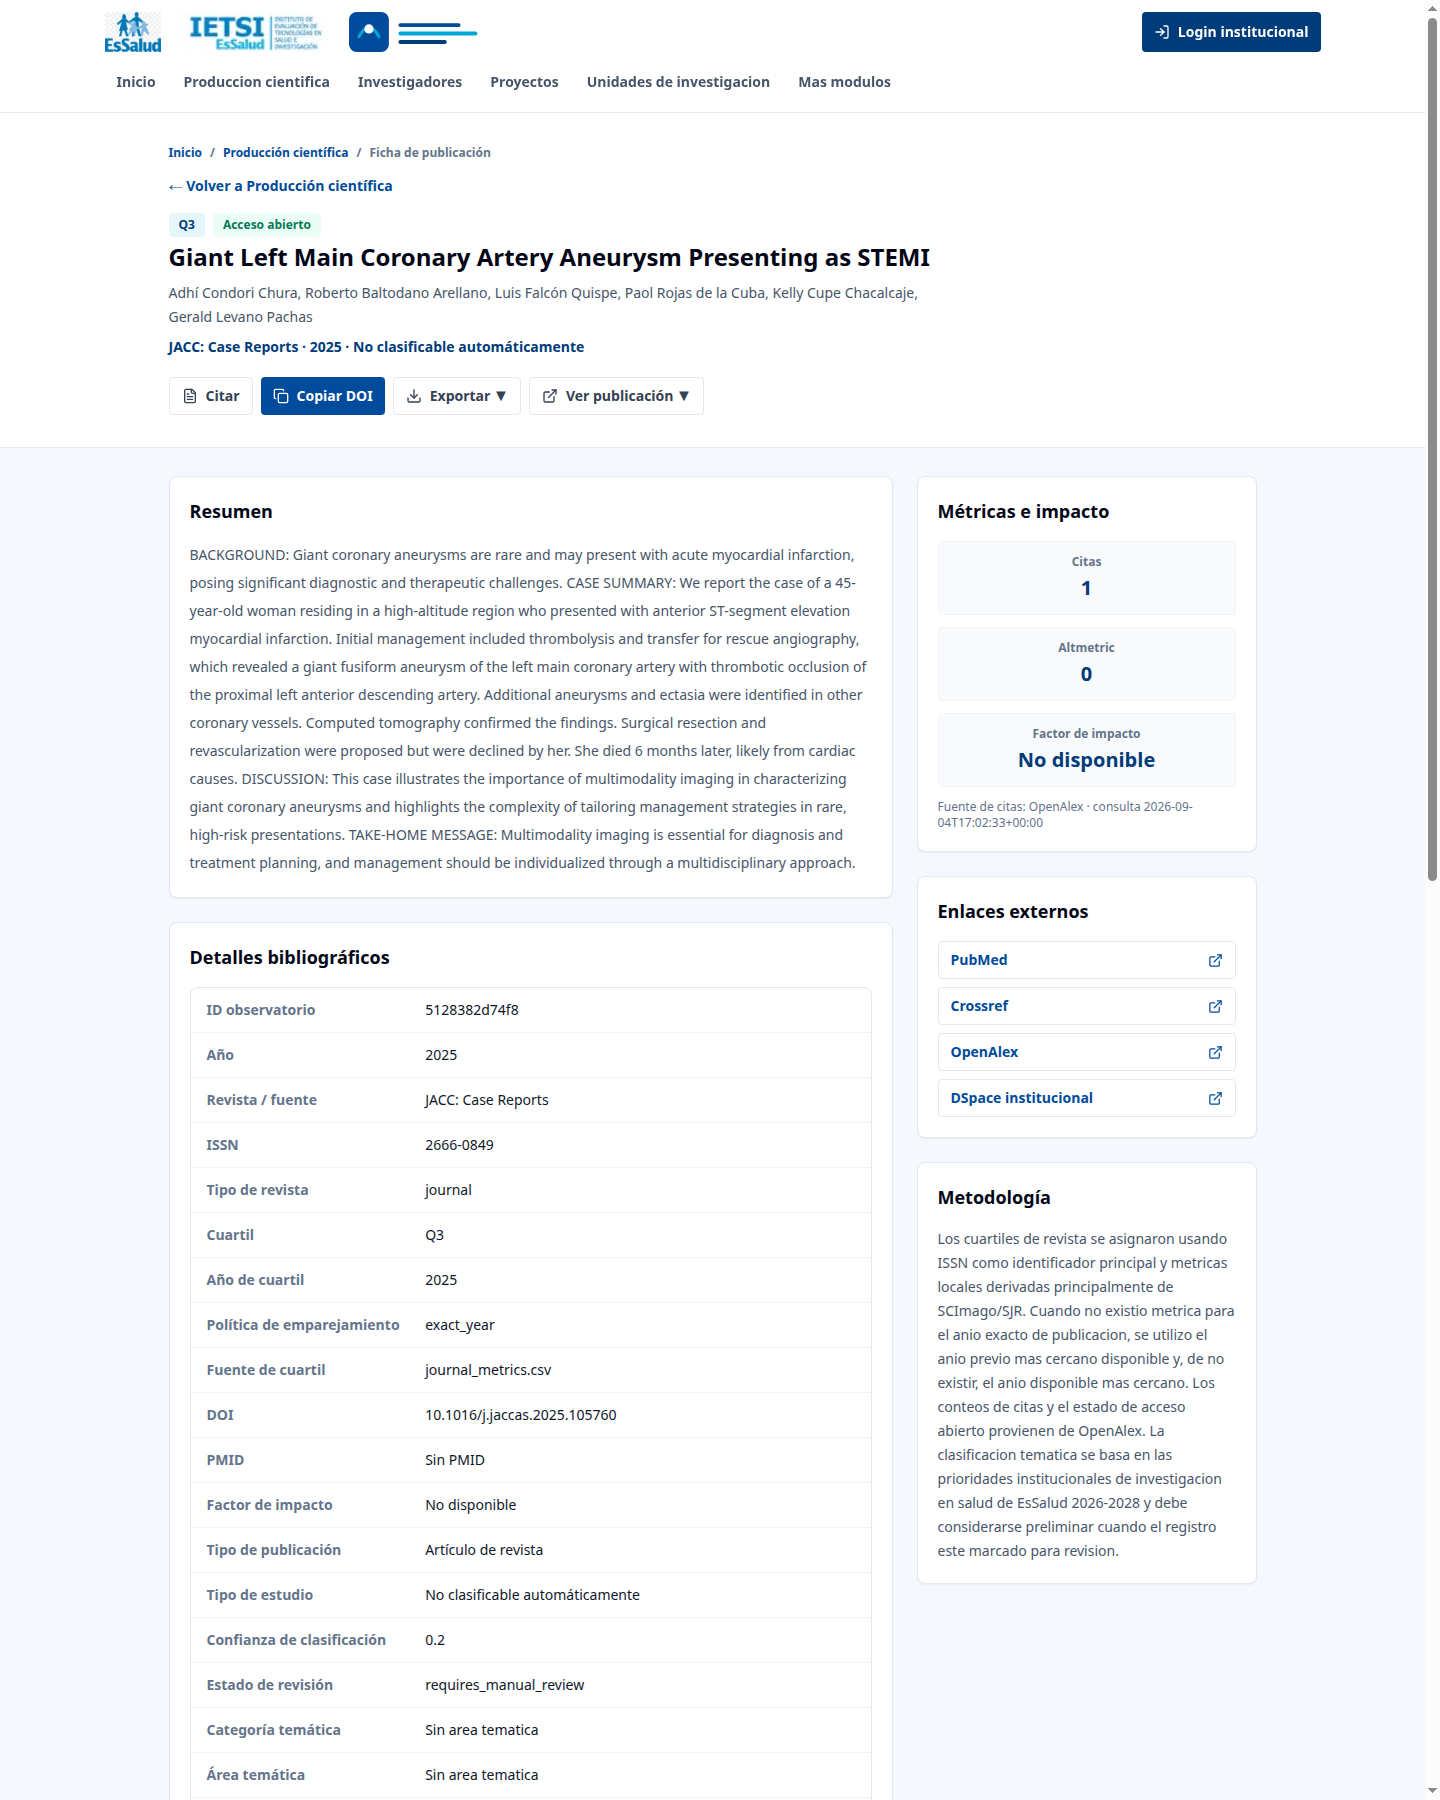 EsSalud
IETSI
EsSalud
INSTITUTO DE
EVALUACIÓN DE
TECNOLOGÍAS EN
SALUD E
INVESTIGACIÓN
Login institucional
Inicio
Produccion cientifica
Investigadores
Proyectos
Unidades de investigacion
Mas modulos
Inicio / Producción científica / Ficha de publicación
← Volver a Producción científica
Q3
Acceso abierto
Giant Left Main Coronary Artery Aneurysm Presenting as STEMI
Adhí Condori Chura, Roberto Baltodano Arellano, Luis Falcón Quispe, Paol Rojas de la Cuba, Kelly Cupe Chacalcaje,
Gerald Levano Pachas
JACC: Case Reports · 2025 · No clasificable automáticamente
Citar
Copiar DOI
Exportar ▼
Ver publicación ▼
Resumen
BACKGROUND: Giant coronary aneurysms are rare and may present with acute myocardial infarction,
posing significant diagnostic and therapeutic challenges. CASE SUMMARY: We report the case of a 45-
year-old woman residing in a high-altitude region who presented with anterior ST-segment elevation
myocardial infarction. Initial management included thrombolysis and transfer for rescue angiography,
which revealed a giant fusiform aneurysm of the left main coronary artery with thrombotic occlusion of
the proximal left anterior descending artery. Additional aneurysms and ectasia were identified in other
coronary vessels. Computed tomography confirmed the findings. Surgical resection and
revascularization were proposed but were declined by her. She died 6 months later, likely from cardiac
causes. DISCUSSION: This case illustrates the importance of multimodality imaging in characterizing
giant coronary aneurysms and highlights the complexity of tailoring management strategies in rare,
high-risk presentations. TAKE-HOME MESSAGE: Multimodality imaging is essential for diagnosis and
treatment planning, and management should be individualized through a multidisciplinary approach.
Detalles bibliográficos
ID observatorio 5128382d74f8
Año 2025
Revista / fuente JACC: Case Reports
ISSN 2666-0849
Tipo de revista journal
Cuartil Q3
Año de cuartil 2025
Política de emparejamiento exact_year
Fuente de cuartil journal_metrics.csv
DOI 10.1016/j.jaccas.2025.105760
PMID Sin PMID
Factor de impacto No disponible
Tipo de publicación Artículo de revista
Tipo de estudio No clasificable automáticamente
Confianza de clasificación 0.2
Estado de revisión requires_manual_review
Categoría temática Sin area tematica
Área temática Sin area tematica
Métricas e impacto
Citas
1
Altmetric
0
Factor de impacto
No disponible
Fuente de citas: OpenAlex · consulta 2026-09-
04T17:02:33+00:00
Enlaces externos
PubMed
Crossref
OpenAlex
DSpace institucional
Metodología
Los cuartiles de revista se asignaron usando
ISSN como identificador principal y metricas
locales derivadas principalmente de
SCImago/SJR. Cuando no existio metrica para
el anio exacto de publicacion, se utilizo el
anio previo mas cercano disponible y, de no
existir, el anio disponible mas cercano. Los
conteos de citas y el estado de acceso
abierto provienen de OpenAlex. La
clasificacion tematica se basa en las
prioridades institucionales de investigacion
en salud de EsSalud 2026-2028 y debe
considerarse preliminar cuando el registro
este marcado para revision.